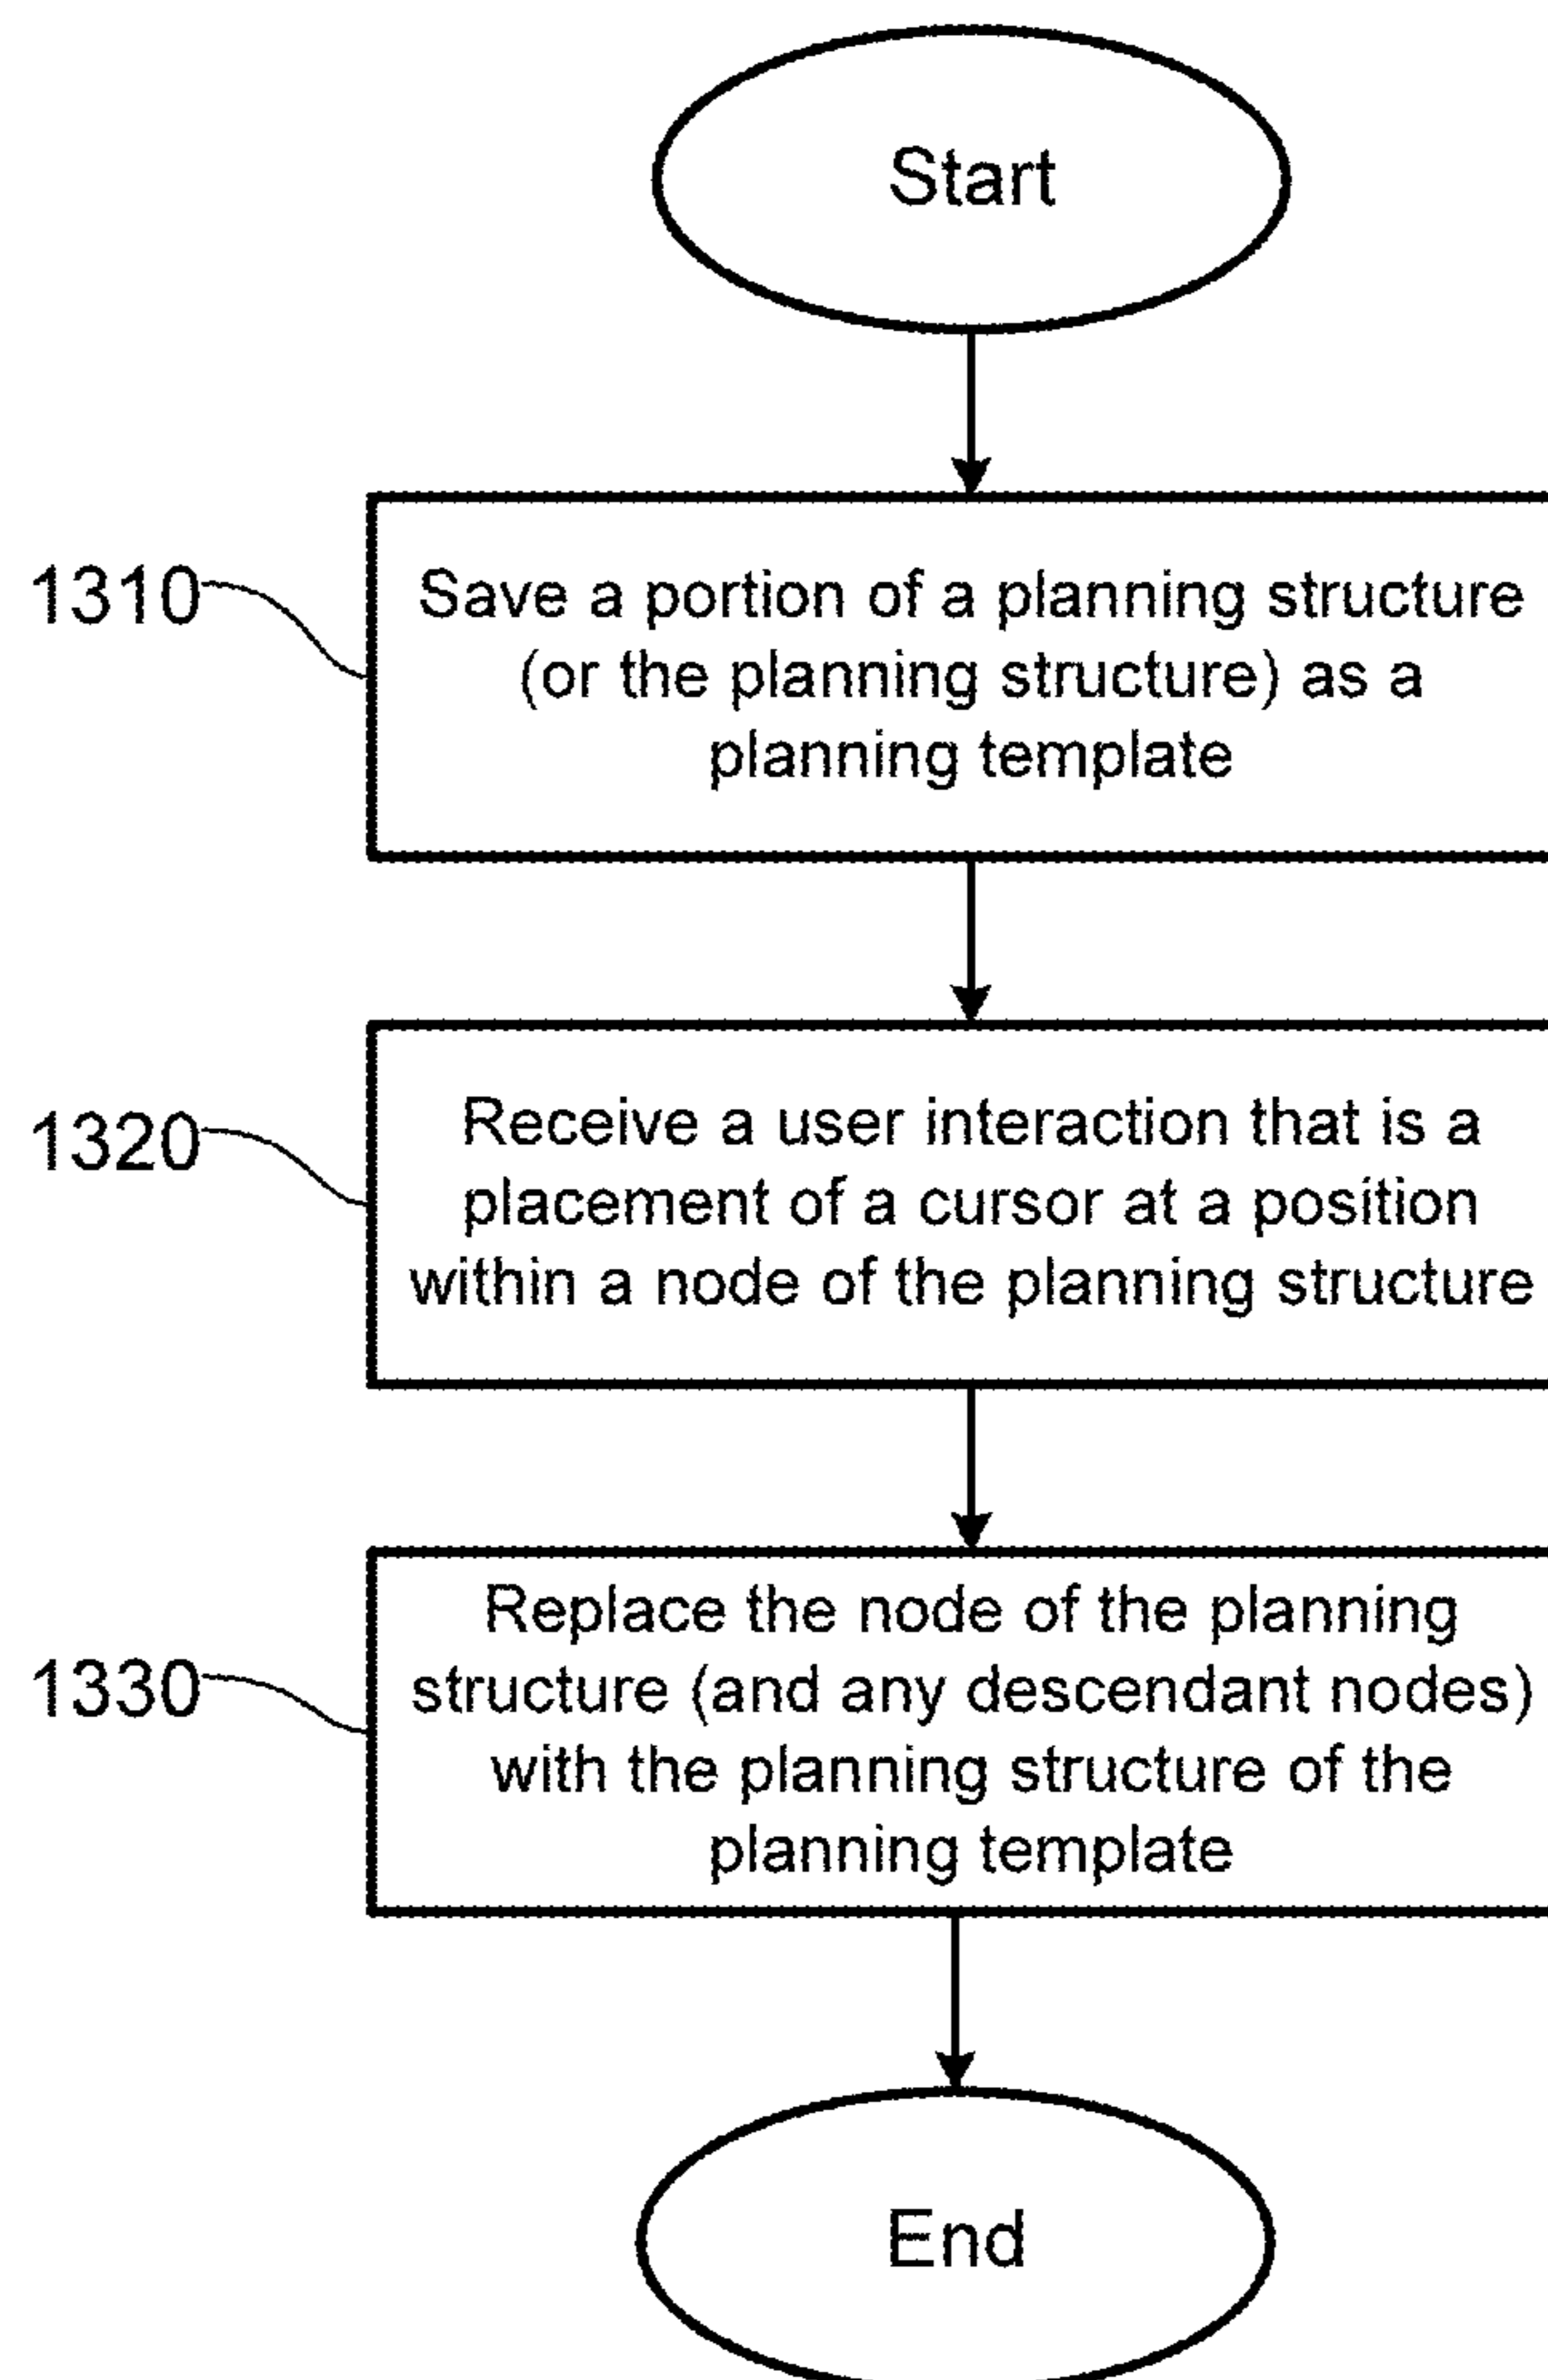 Start
1310
Save a portion of a planning structure
(or the planning structure) as a
planning template
1320
Receive a user interaction that is a
placement of a cursor at a position
within a node of the planning structure
1330
Replace the node of the planning
structure (and any descendant nodes)
with the planning structure of the
planning template
End